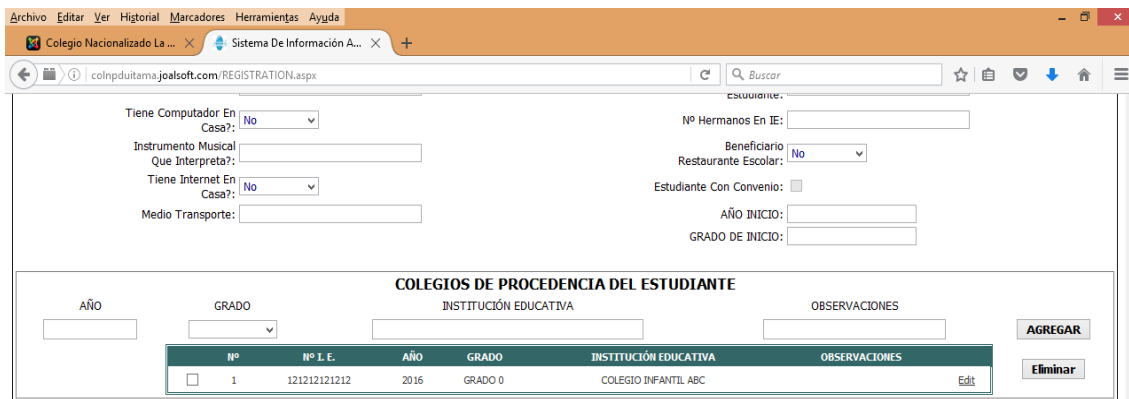 Archivo Editar Ver Historial Marcadores Herramientas Ayuda
Colegio Nacionalizado La ... Sistema De Información A...
colnpduitama.joalsoft.com/REGISTRATION.aspx Buscar
Estudiante:
Tiene Computador En Casa?: No Nº Hermanos En IE:
Instrumento Musical Que Interpreta?: Beneficiario Restaurante Escolar: No
Tiene Internet En Casa?: No Estudiante Con Convenio:
Medio Transporte: AÑO INICIO:
GRADO DE INICIO:
COLEGIOS DE PROCEDENCIA DEL ESTUDIANTE
AÑO GRADO INSTITUCIÓN EDUCATIVA OBSERVACIONES
AGREGAR
Nº Nº I. E. AÑO GRADO INSTITUCIÓN EDUCATIVA OBSERVACIONES
1 121212121212 2016 GRADO 0 COLEGIO INFANTIL ABC Edit
Eliminar